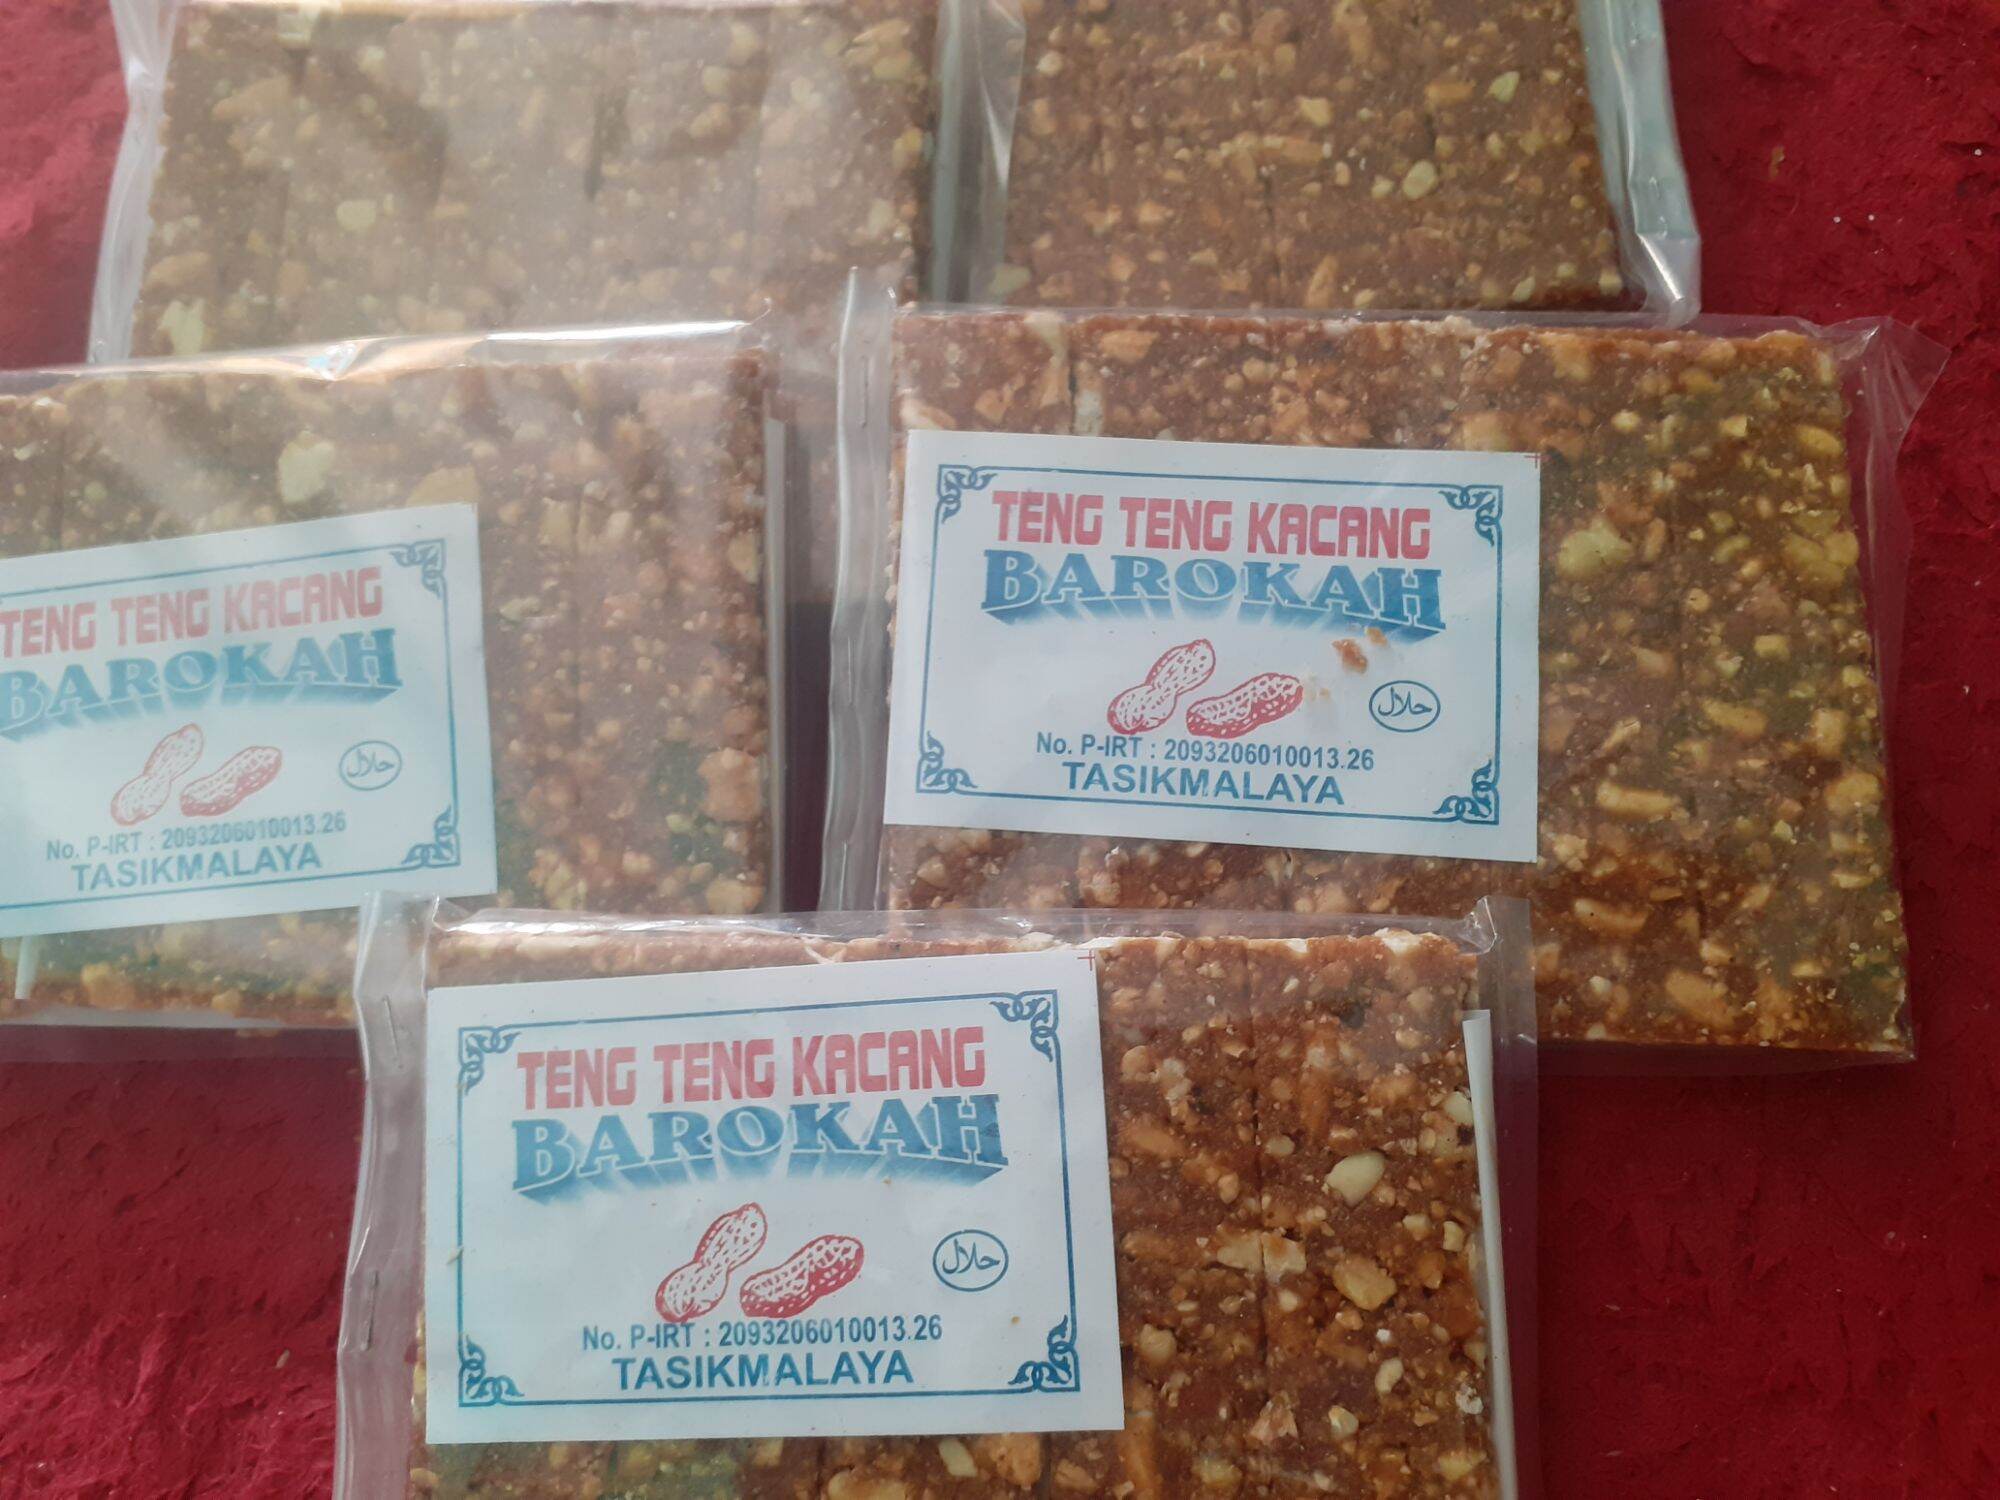 TENG TENG KACANG
BAROKAH
حلال
No. P-IRT : 2093206010013.26
TASIKMALAYA
TENG TENG KACANG
BAROKAH
حلال
No. P-IRT : 2093206010013.26
TASIKMALAYA
TENG TENG KACANG
BAROKAH
حلال
No. P-IRT : 2093206010013.26
TASIKMALAYA